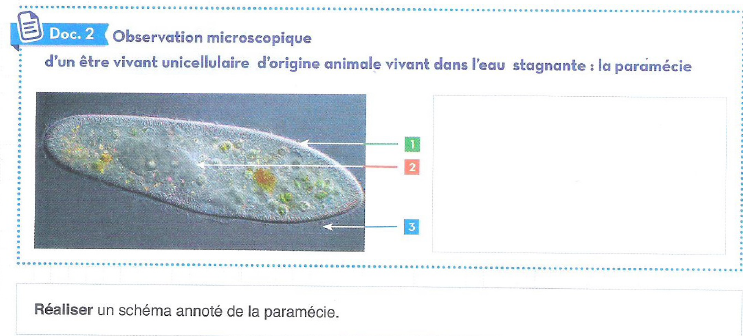 Doc. 2 Observation microscopique
d'un être vivant unicellulaire d'origine animale vivant dans l'eau stagnante : la paramécie
1
2
3
Réaliser un schéma annoté de la paramécie.